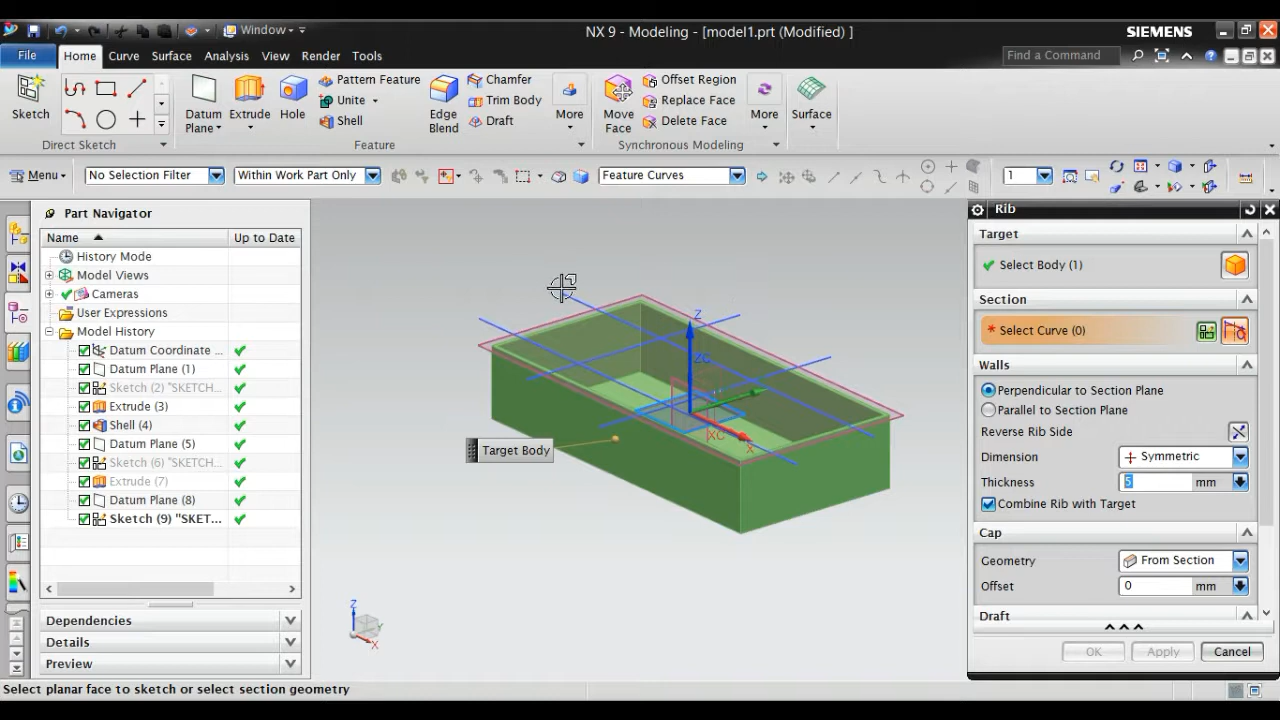 Window
NX 9 - Modeling - [model1.prt (Modified) ]
SIEMENS
File
Home
Curve
Surface
Analysis
View
Render
Tools
Find a Command
Sketch
Direct Sketch
Datum
Plane
Extrude
Hole
Pattern Feature
Unite
Shell
Edge
Blend
Chamfer
Trim Body
Draft
More
Feature
Move
Face
Offset Region
Replace Face
Delete Face
More
Synchronous Modeling
Surface
Menu
No Selection Filter
Within Work Part Only
Feature Curves
1
Part Navigator
Name
Up to Date
History Mode
Model Views
Cameras
User Expressions
Model History
Datum Coordinate ...
Datum Plane (1)
Sketch (2) "SKETCH...
Extrude (3)
Shell (4)
Datum Plane (5)
Sketch (6) "SKETCH...
Extrude (7)
Datum Plane (8)
Sketch (9) "SKET...
Dependencies
Details
Preview
Z
ZC
XC
X
Target Body
Z
Y
X
Rib
Target
Select Body (1)
Section
* Select Curve (0)
Walls
Perpendicular to Section Plane
Parallel to Section Plane
Reverse Rib Side
Dimension
Symmetric
Thickness
5
mm
Combine Rib with Target
Cap
Geometry
From Section
Offset
0
mm
Draft
OK
Apply
Cancel
Select planar face to sketch or select section geometry